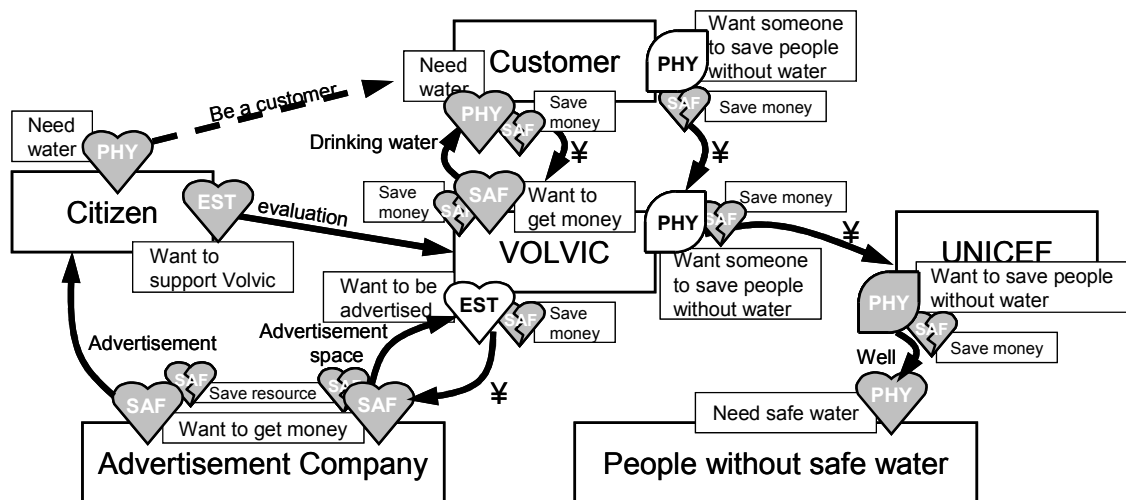 Want someone
to save people
without water
PHY
Customer
Need
water
Save money
SAF
Be a customer
PHY
SAF
Save
money
¥
¥
Need
water
PHY
Drinking water
Citizen
EST
evaluation
Want to
support Volvic
Save
money
SAF
SAF
Want to
get money
VOLVIC
PHY
SAF
Save money
¥
Want someone
to save people
without water
UNICEF
Want to save people
without water
PHY
SAF
Save money
Well
Want to be
advertised
EST
SAF
Save
money
Advertisement
Advertisement
space
¥
SAF
SAF
Save resource
SAF
SAF
Want to get money
Advertisement Company
Need safe water
PHY
People without safe water